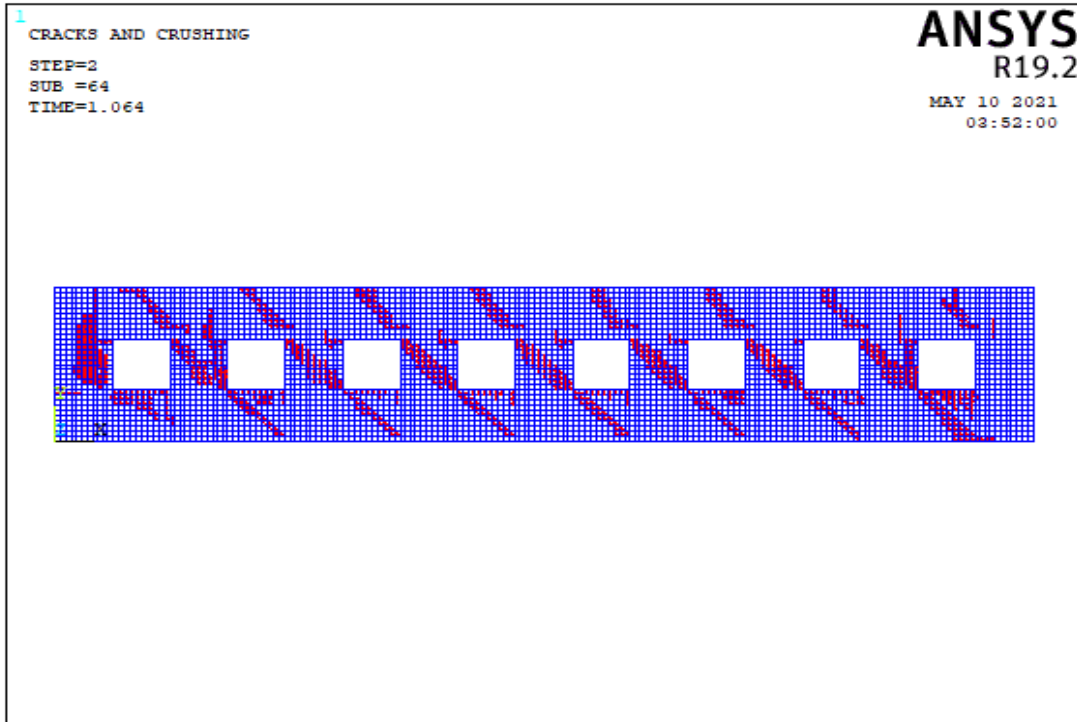 1
CRACKS AND CRUSHING
STEP=2
SUB =64
TIME=1.064
ANSYS
R19.2
MAY 10 2021
03:52:00
X